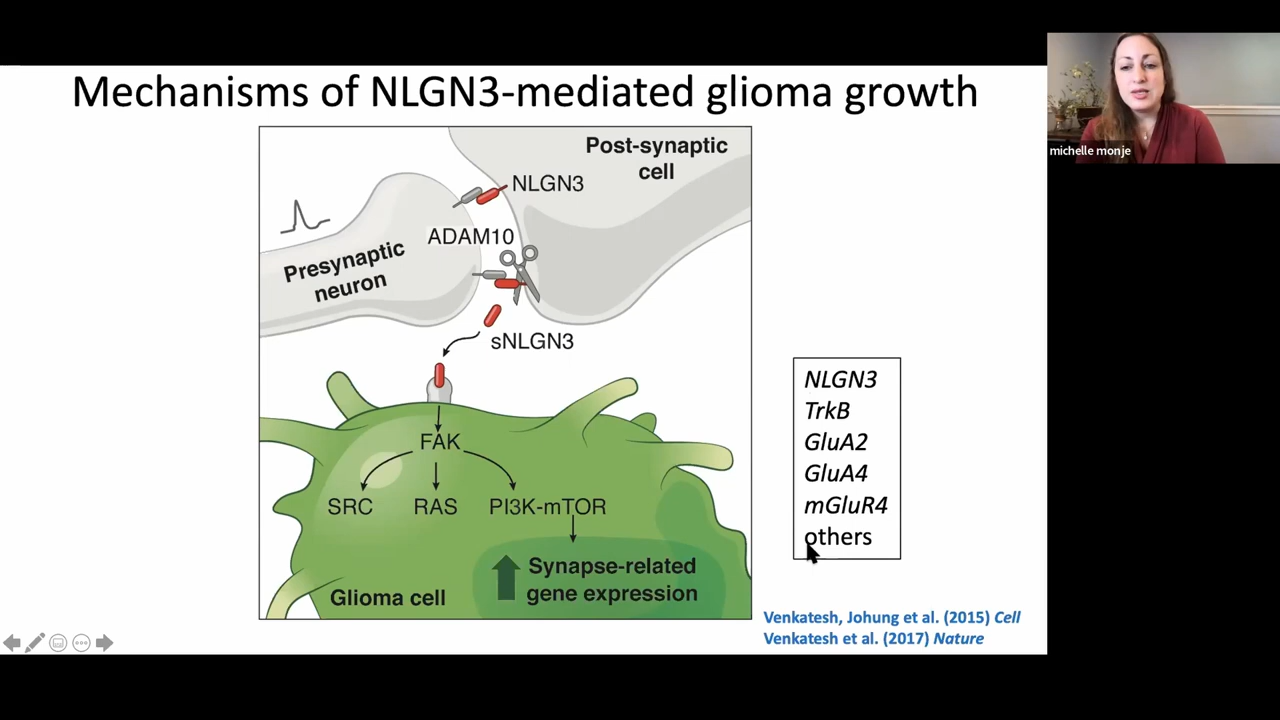 Mechanisms of NLGN3-mediated glioma growth
michelle monje
Post-synaptic
cell
NLGN3
ADAM10
Presynaptic
neuron
sNLGN3
FAK
SRC
RAS
PI3K-mTOR
Synapse-related
gene expression
Glioma cell
NLGN3
TrkB
GluA2
GluA4
mGluR4
others
Venkatesh, Johung et al. (2015) Cell
Venkatesh et al. (2017) Nature